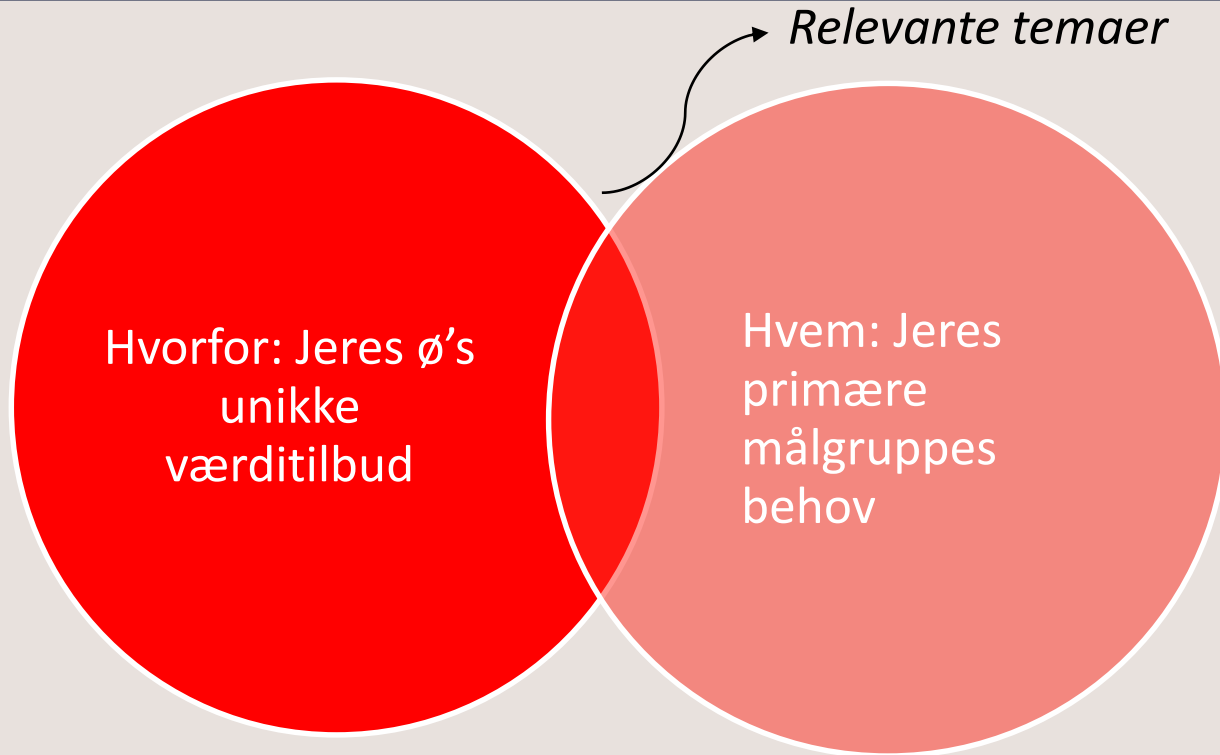 Relevante temaer
Hvorfor: Jeres ø’s
unikke
værditilbud
Hvem: Jeres
primære
målgruppes
behov